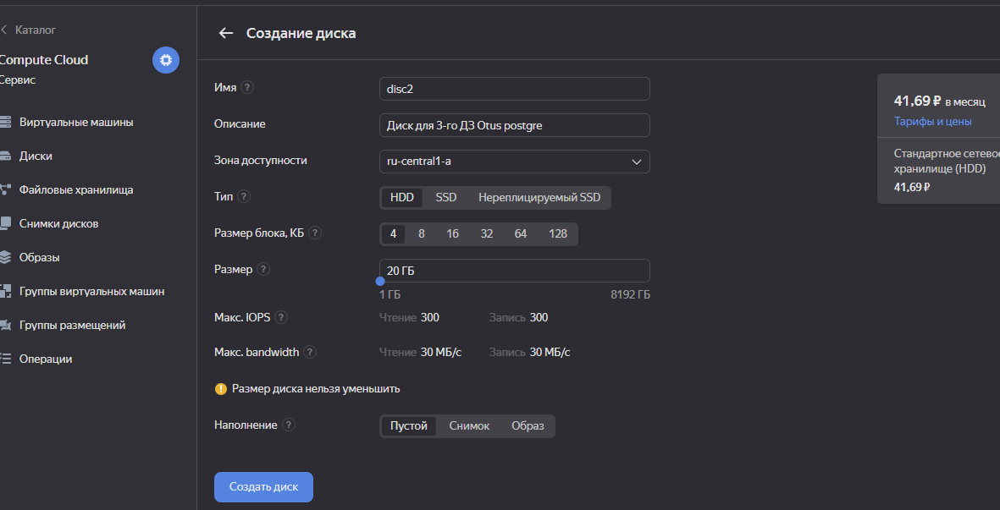 Каталог
Compute Cloud
Сервис
Виртуальные машины
Диски
Файловые хранилища
Снимки дисков
Образы
Группы виртуальных машин
Группы размещений
Операции
Создание диска
Имя ?
disc2
Описание
Диск для 3-го ДЗ Otus postgre
Зона доступности
ru-central1-a
Тип ?
HDD SSD Нереплицируемый SSD
Размер блока, КБ ?
4 8 16 32 64 128
Размер ?
20 ГБ
1 ГБ 8192 ГБ
Макс. IOPS ?
Чтение 300 Запись 300
Макс. bandwidth ?
Чтение 30 МБ/с Запись 30 МБ/с
Размер диска нельзя уменьшить
Наполнение ?
Пустой Снимок Образ
Создать диск
41,69 ₽ в месяц
Тарифы и цены
Стандартное сетевое
хранилище (HDD)
41,69 ₽